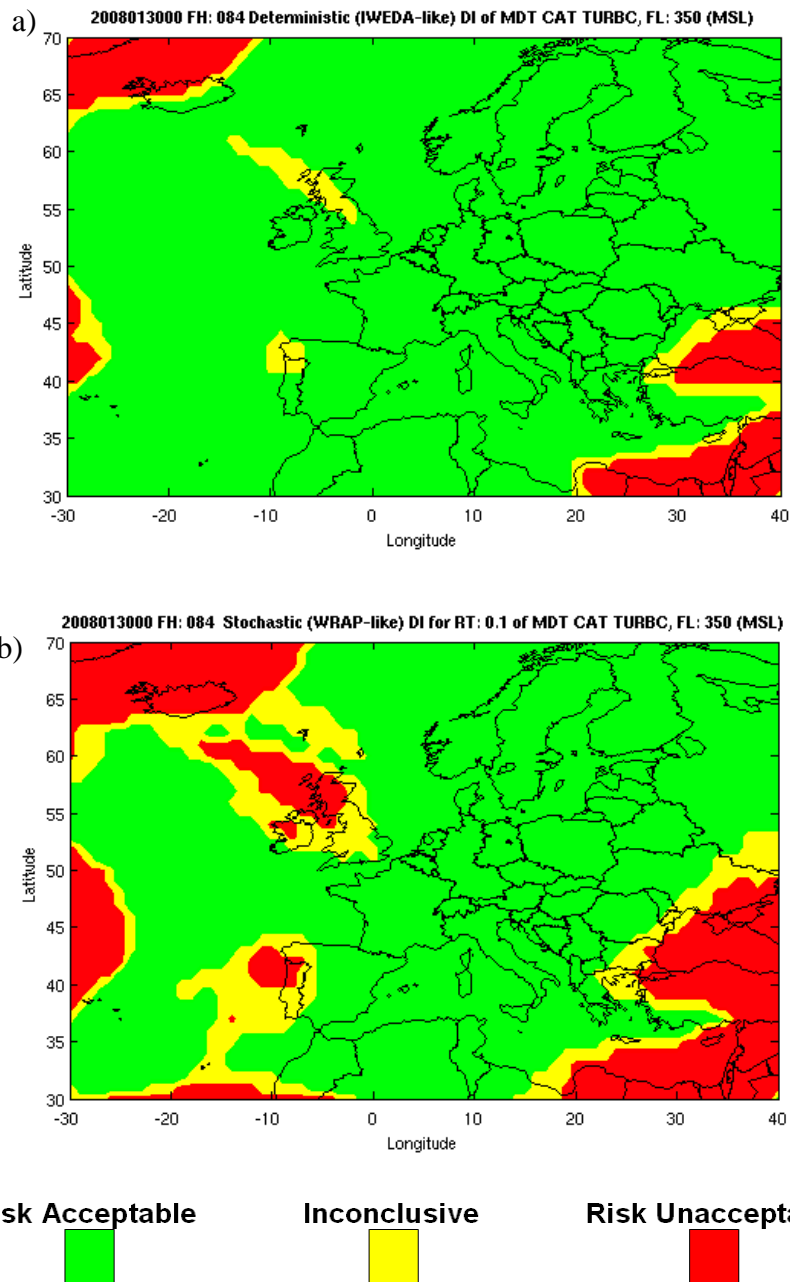 a)
2008013000 FH: 084 Deterministic (IWEDA-like) DI of MDT CAT TURBC, FL: 350 (MSL)
70
65
60
55
50
45
40
35
30
Latitude
-30 -20 -10 0 10 20 30 40
Longitude
b)
2008013000 FH: 084 Stochastic (WRAP-like) DI for RT: 0.1 of MDT CAT TURBC, FL: 350 (MSL)
70
65
60
55
50
45
40
35
30
Latitude
-30 -20 -10 0 10 20 30 40
Longitude
sk Acceptable Inconclusive Risk Unaccepta